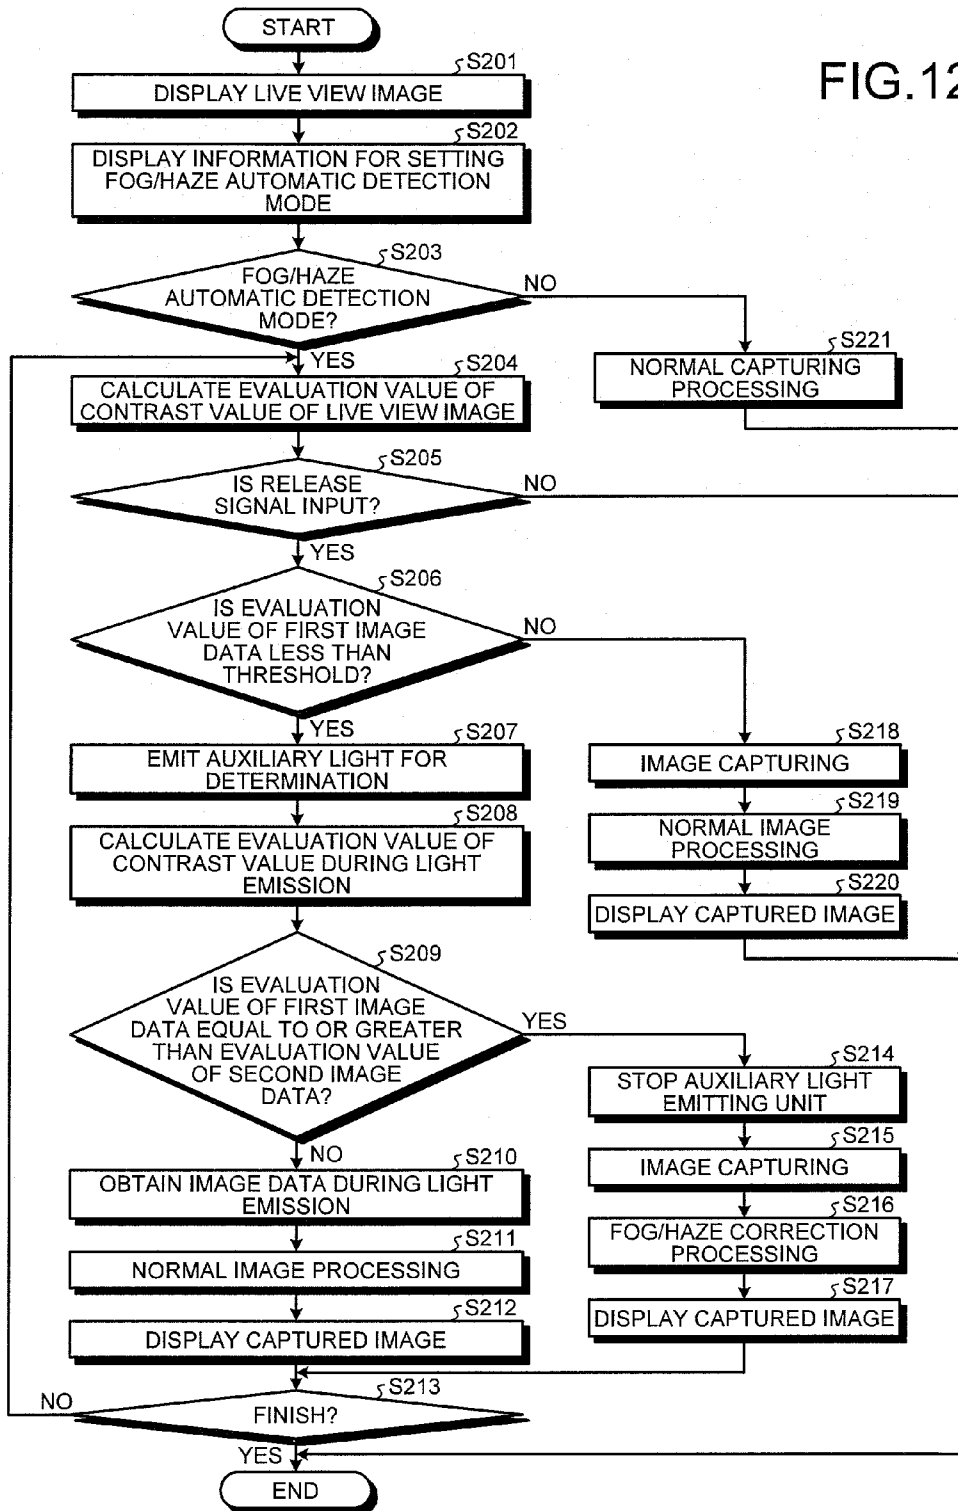 START
FIG.12
S201
DISPLAY LIVE VIEW IMAGE
S202
DISPLAY INFORMATION FOR SETTING
FOG/HAZE AUTOMATIC DETECTION
MODE
S203
FOG/HAZE
AUTOMATIC DETECTION
MODE?
NO
YES
S221
NORMAL CAPTURING
PROCESSING
S204
CALCULATE EVALUATION VALUE OF
CONTRAST VALUE OF LIVE VIEW IMAGE
S205
IS RELEASE
SIGNAL INPUT?
NO
YES
S206
IS EVALUATION
VALUE OF FIRST IMAGE
DATA LESS THAN
THRESHOLD?
NO
YES
S207
EMIT AUXILIARY LIGHT FOR
DETERMINATION
S218
IMAGE CAPTURING
S208
CALCULATE EVALUATION VALUE OF
CONTRAST VALUE DURING LIGHT
EMISSION
S219
NORMAL IMAGE
PROCESSING
S220
DISPLAY CAPTURED IMAGE
S209
IS EVALUATION
VALUE OF FIRST IMAGE
DATA EQUAL TO OR GREATER
THAN EVALUATION VALUE
OF SECOND IMAGE
DATA?
YES
NO
S214
STOP AUXILIARY LIGHT
EMITTING UNIT
S215
IMAGE CAPTURING
S210
OBTAIN IMAGE DATA DURING LIGHT
EMISSION
S216
FOG/HAZE CORRECTION
PROCESSING
S211
NORMAL IMAGE PROCESSING
S217
DISPLAY CAPTURED IMAGE
S212
DISPLAY CAPTURED IMAGE
S213
FINISH?
NO
YES
END